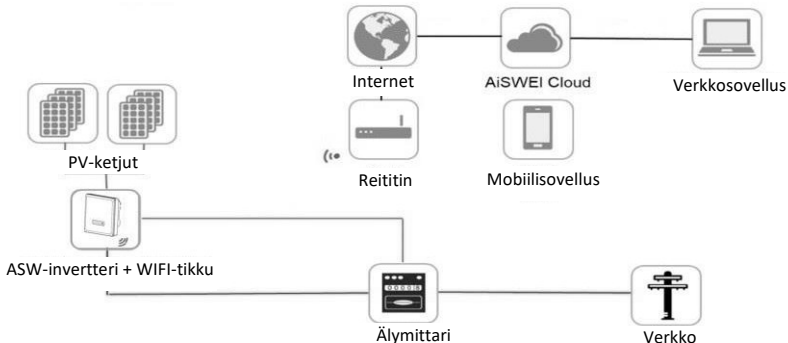 Internet
AiSWEI Cloud
Verkkosovellus
PV-ketjut
Reititin
Mobiilisovellus
ASW-invertteri + WIFI-tikku
Älymittari
Verkko